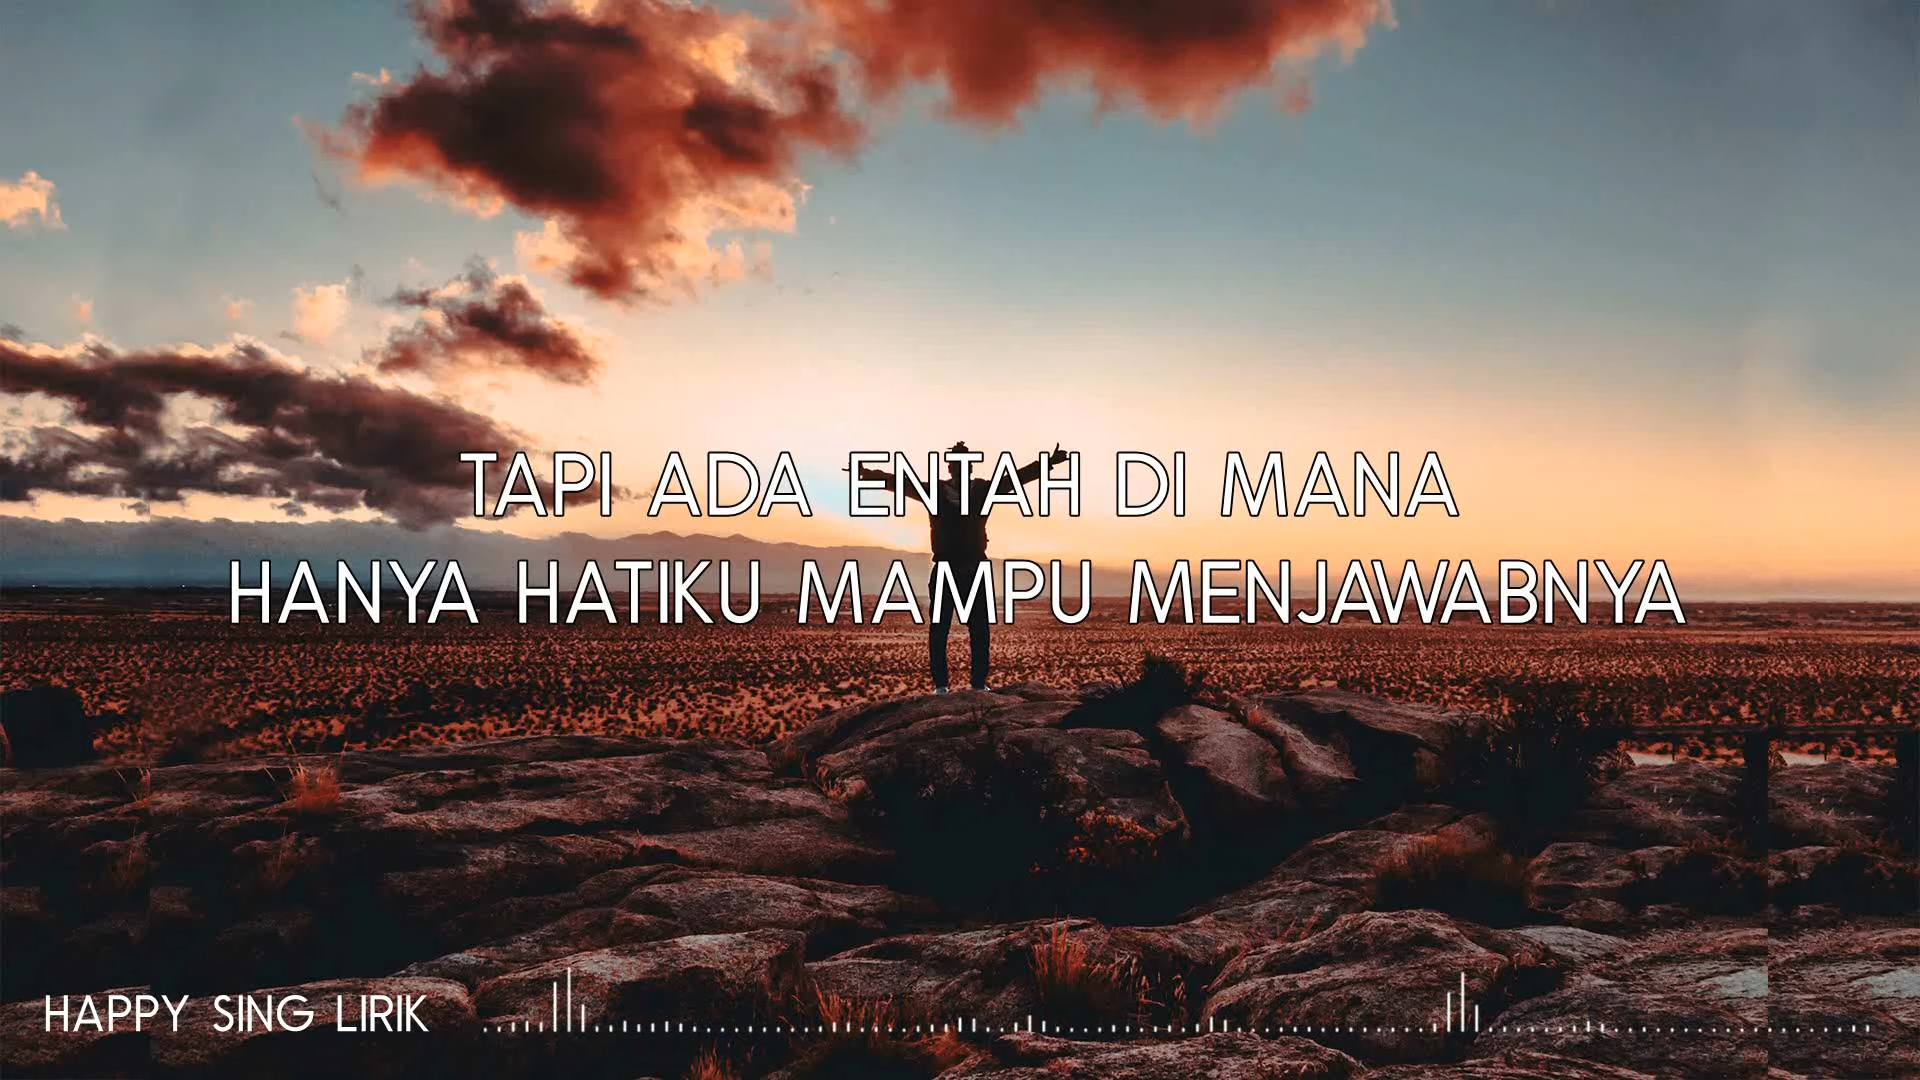 TAPI ADA ENTAH DI MANA
HANYA HATIKU MAMPU MENJAWABNYA
HAPPY SING LIRIK